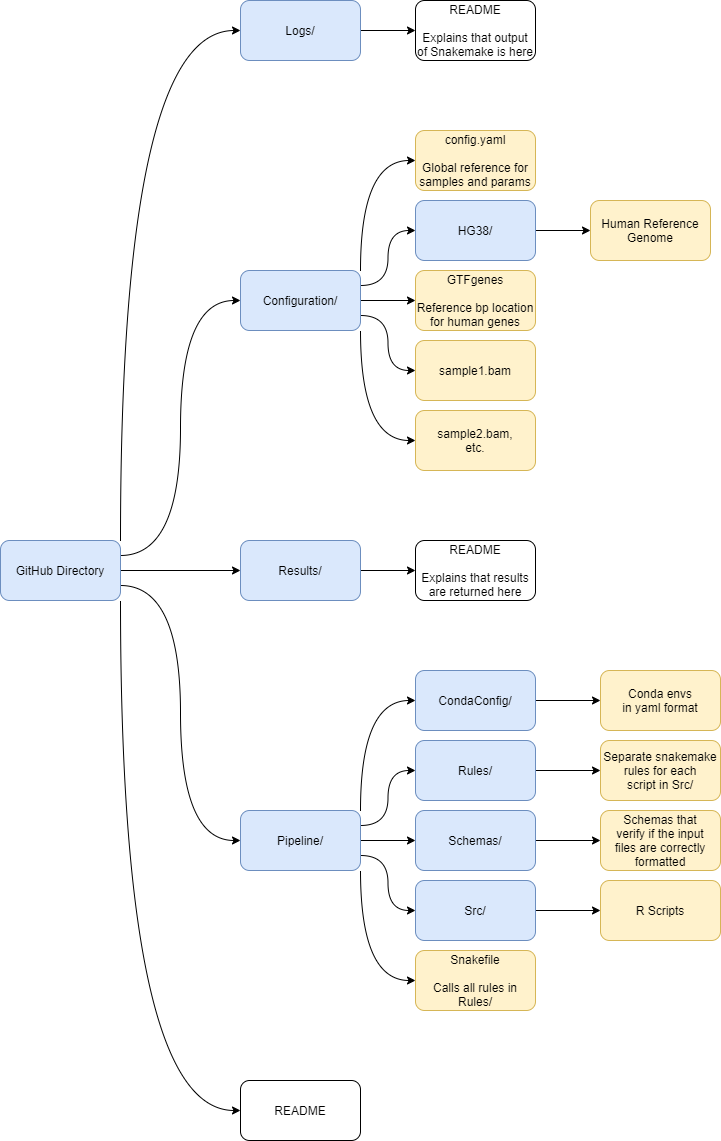 Logs/
README
Explains that output
of Snakemake is here
config.yaml
Global reference for
samples and params
HG38/
Human Reference
Genome
Configuration/
GTFgenes
Reference bp location
for human genes
sample1.bam
sample2.bam,
etc.
GitHub Directory
Results/
README
Explains that results
are returned here
CondaConfig/
Conda envs
in yaml format
Rules/
Separate snakemake
rules for each
script in Src/
Pipeline/
Schemas/
Schemas that
verify if the input
files are correctly
formatted
Src/
R Scripts
Snakefile
Calls all rules in
Rules/
README